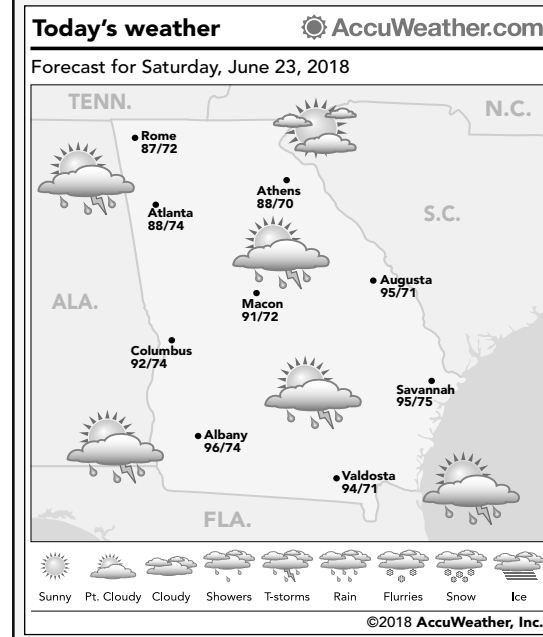 Today's weather
AccuWeather.com
Forecast for Saturday, June 23, 2018
TENN.
N.C.
Rome
87/72
Athens
88/70
Atlanta
88/74
S.C.
Augusta
95/71
ALA.
Macon
91/72
Columbus
92/74
Savannah
95/75
Albany
96/74
Valdosta
94/71
FLA.
Sunny Pt. Cloudy Cloudy Showers T-storms Rain Flurries Snow Ice
©2018 AccuWeather, Inc.